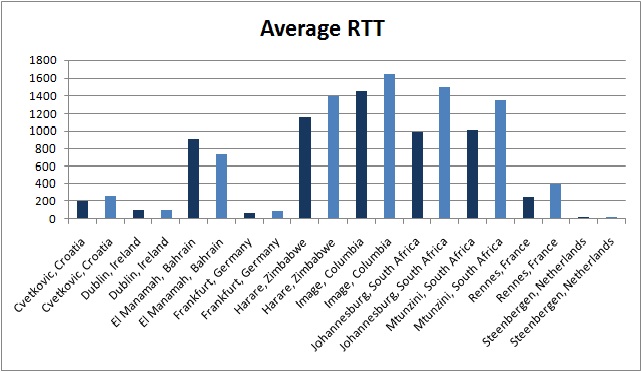 Average RTT
1800
1600
1400
1200
1000
800
600
400
200
0
Cvetkovic, Croatia
Cvetkovic, Croatia
Dublin, Ireland
Dublin, Ireland
El Manamah, Bahrain
El Manamah, Bahrain
Frankfurt, Germany
Frankfurt, Germany
Harare, Zimbabwe
Harare, Zimbabwe
Image, Columbia
Image, Columbia
Johannesburg, South Africa
Johannesburg, South Africa
Mtunzini, South Africa
Mtunzini, South Africa
Rennes, France
Rennes, France
Steenbergen, Netherlands
Steenbergen, Netherlands